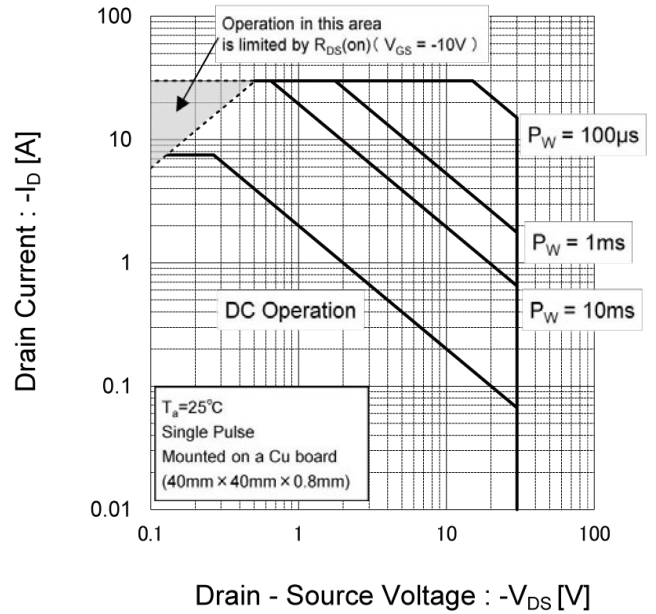 Operation in this area
is limited by RDS(on) ( VGS = -10V )
100
10
1
0.1
0.01
Drain Current : -ID [A]
PW = 100μs
PW = 1ms
PW = 10ms
DC Operation
Ta=25℃
Single Pulse
Mounted on a Cu board
(40mm×40mm×0.8mm)
0.1
1
10
100
Drain - Source Voltage : -VDS [V]